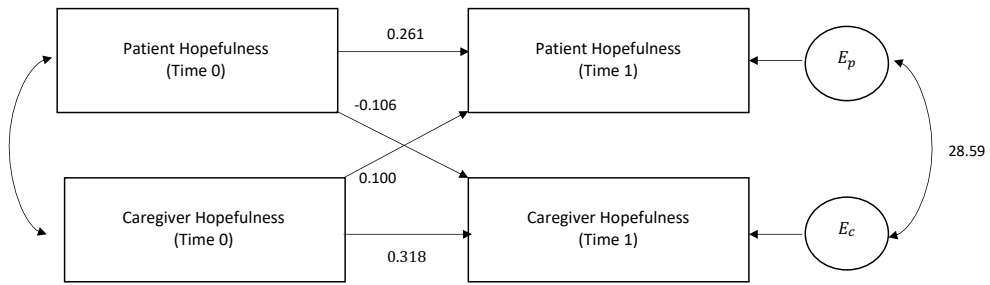 Patient Hopefulness
(Time 0)
0.261
Patient Hopefulness
(Time 1)
E_p
-0.106
28.59
0.100
Caregiver Hopefulness
(Time 0)
0.318
Caregiver Hopefulness
(Time 1)
E_c